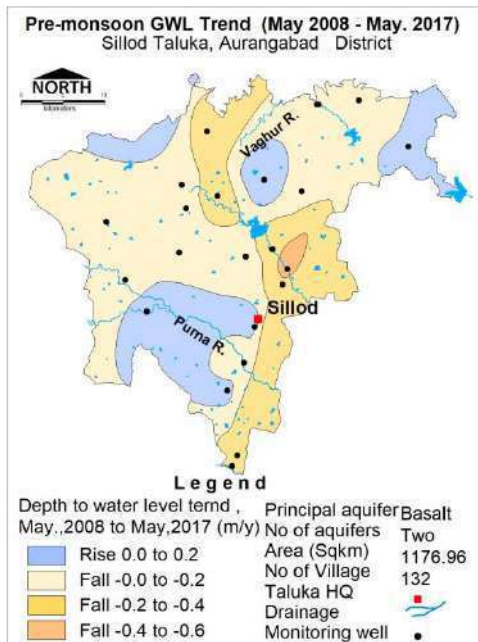 Pre-monsoon GWL Trend (May 2008 - May. 2017)
Sillod Taluka, Aurangabad District
NORTH
kilometers
Vaghur R.
Sillod
Purna R.
Legend
Depth to water level ternd ,
May.,2008 to May,2017 (m/y)
Rise 0.0 to 0.2
Fall -0.0 to -0.2
Fall -0.2 to -0.4
Fall -0.4 to -0.6
Principal aquifer Basalt
No of aquifers Two
Area (Sqkm) 1176.96
No of Village 132
Taluka HQ
Drainage
Monitoring well